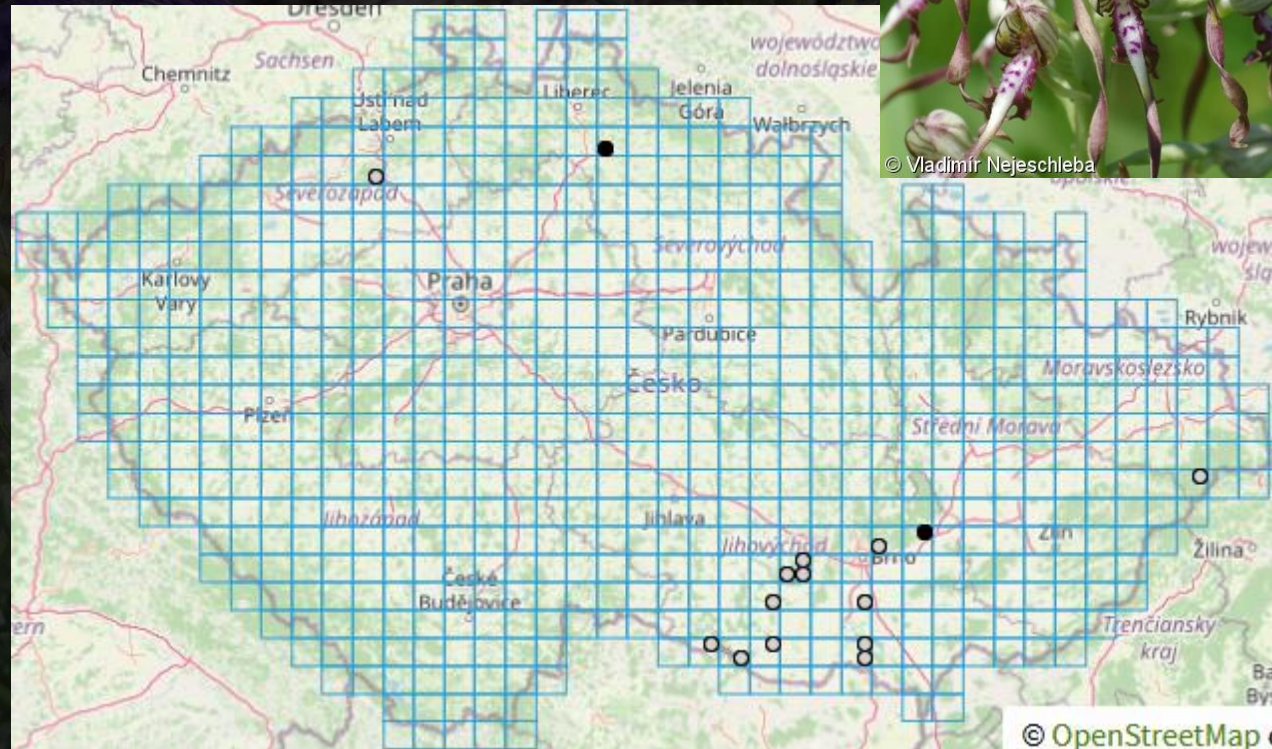 Dresden
Sachsen
Chemnitz
województwo
dolnośląskie
Jelenia
Góra
Liberec
Ústí nad
Labem
Wałbrzych
© Vladimír Nejeschleba
opolskie
Severozápad
Severovýchod
Karlovy
Vary
Praha
Rybnik
Pardubice
Moravskoslezsko
Česko
Plzeň
Střední Morava
Jihozápad
Jihlava
Jihovýchod
Brno
Zlín
Žilina
České
Budějovice
Trenčiansky
kraj
© OpenStreetMap